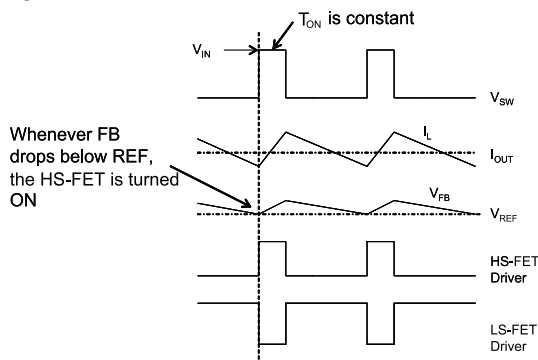 T_ON is constant
V_IN
V_SW
Whenever FB
drops below REF,
the HS-FET is turned
ON
I_L
I_OUT
V_FB
V_REF
HS-FET
Driver
LS-FET
Driver